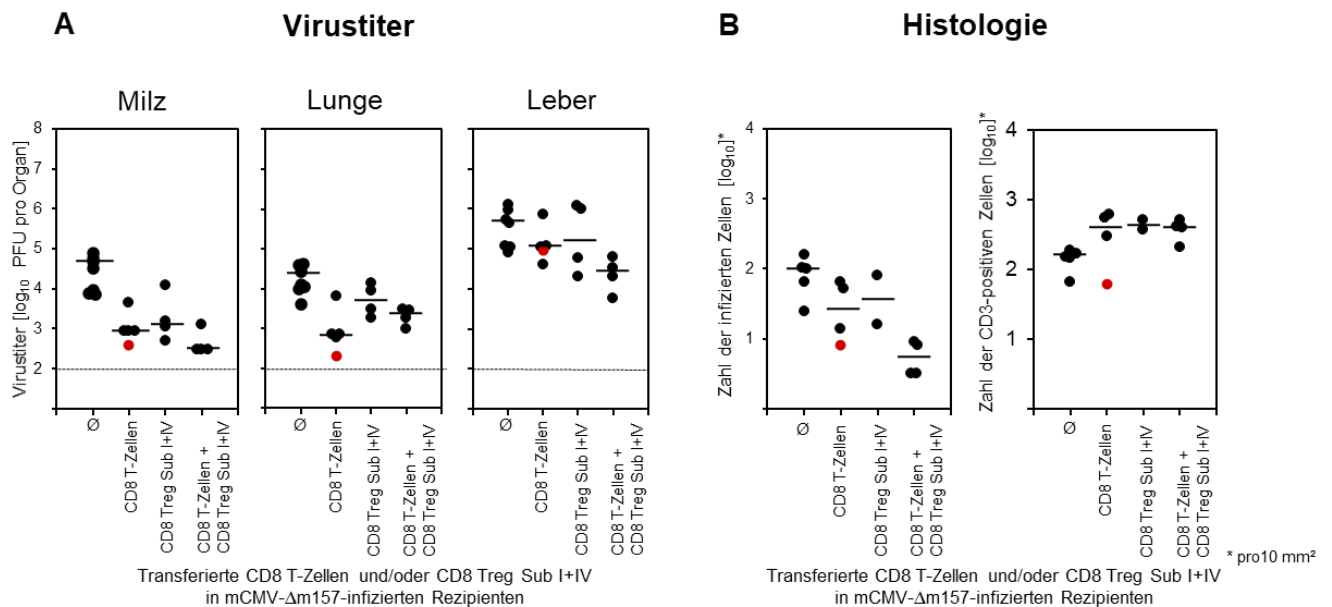 A
Virustiter
Milz
Lunge
Leber
Virustiter [log10 PFU pro Organ]
8
7
6
5
4
3
2
Ø
CD8 T-Zellen
CD8 Treg Sub I+IV
CD8 T-Zellen +
CD8 Treg Sub I+IV
Ø
CD8 T-Zellen
CD8 Treg Sub I+IV
CD8 T-Zellen +
CD8 Treg Sub I+IV
Ø
CD8 T-Zellen
CD8 Treg Sub I+IV
CD8 T-Zellen +
CD8 Treg Sub I+IV
Transferierte CD8 T-Zellen und/oder CD8 Treg Sub I+IV
in mCMV-Δm157-infizierten Rezipienten
B
Histologie
Zahl der infizierten Zellen [log10]*
4
3
2
1
Ø
CD8 T-Zellen
CD8 Treg Sub I+IV
CD8 T-Zellen +
CD8 Treg Sub I+IV
Zahl der CD3-positiven Zellen [log10]*
4
3
2
1
0
Ø
CD8 T-Zellen
CD8 Treg Sub I+IV
CD8 T-Zellen +
CD8 Treg Sub I+IV
* pro10 mm²
Transferierte CD8 T-Zellen und/oder CD8 Treg Sub I+IV
in mCMV-Δm157-infizierten Rezipienten